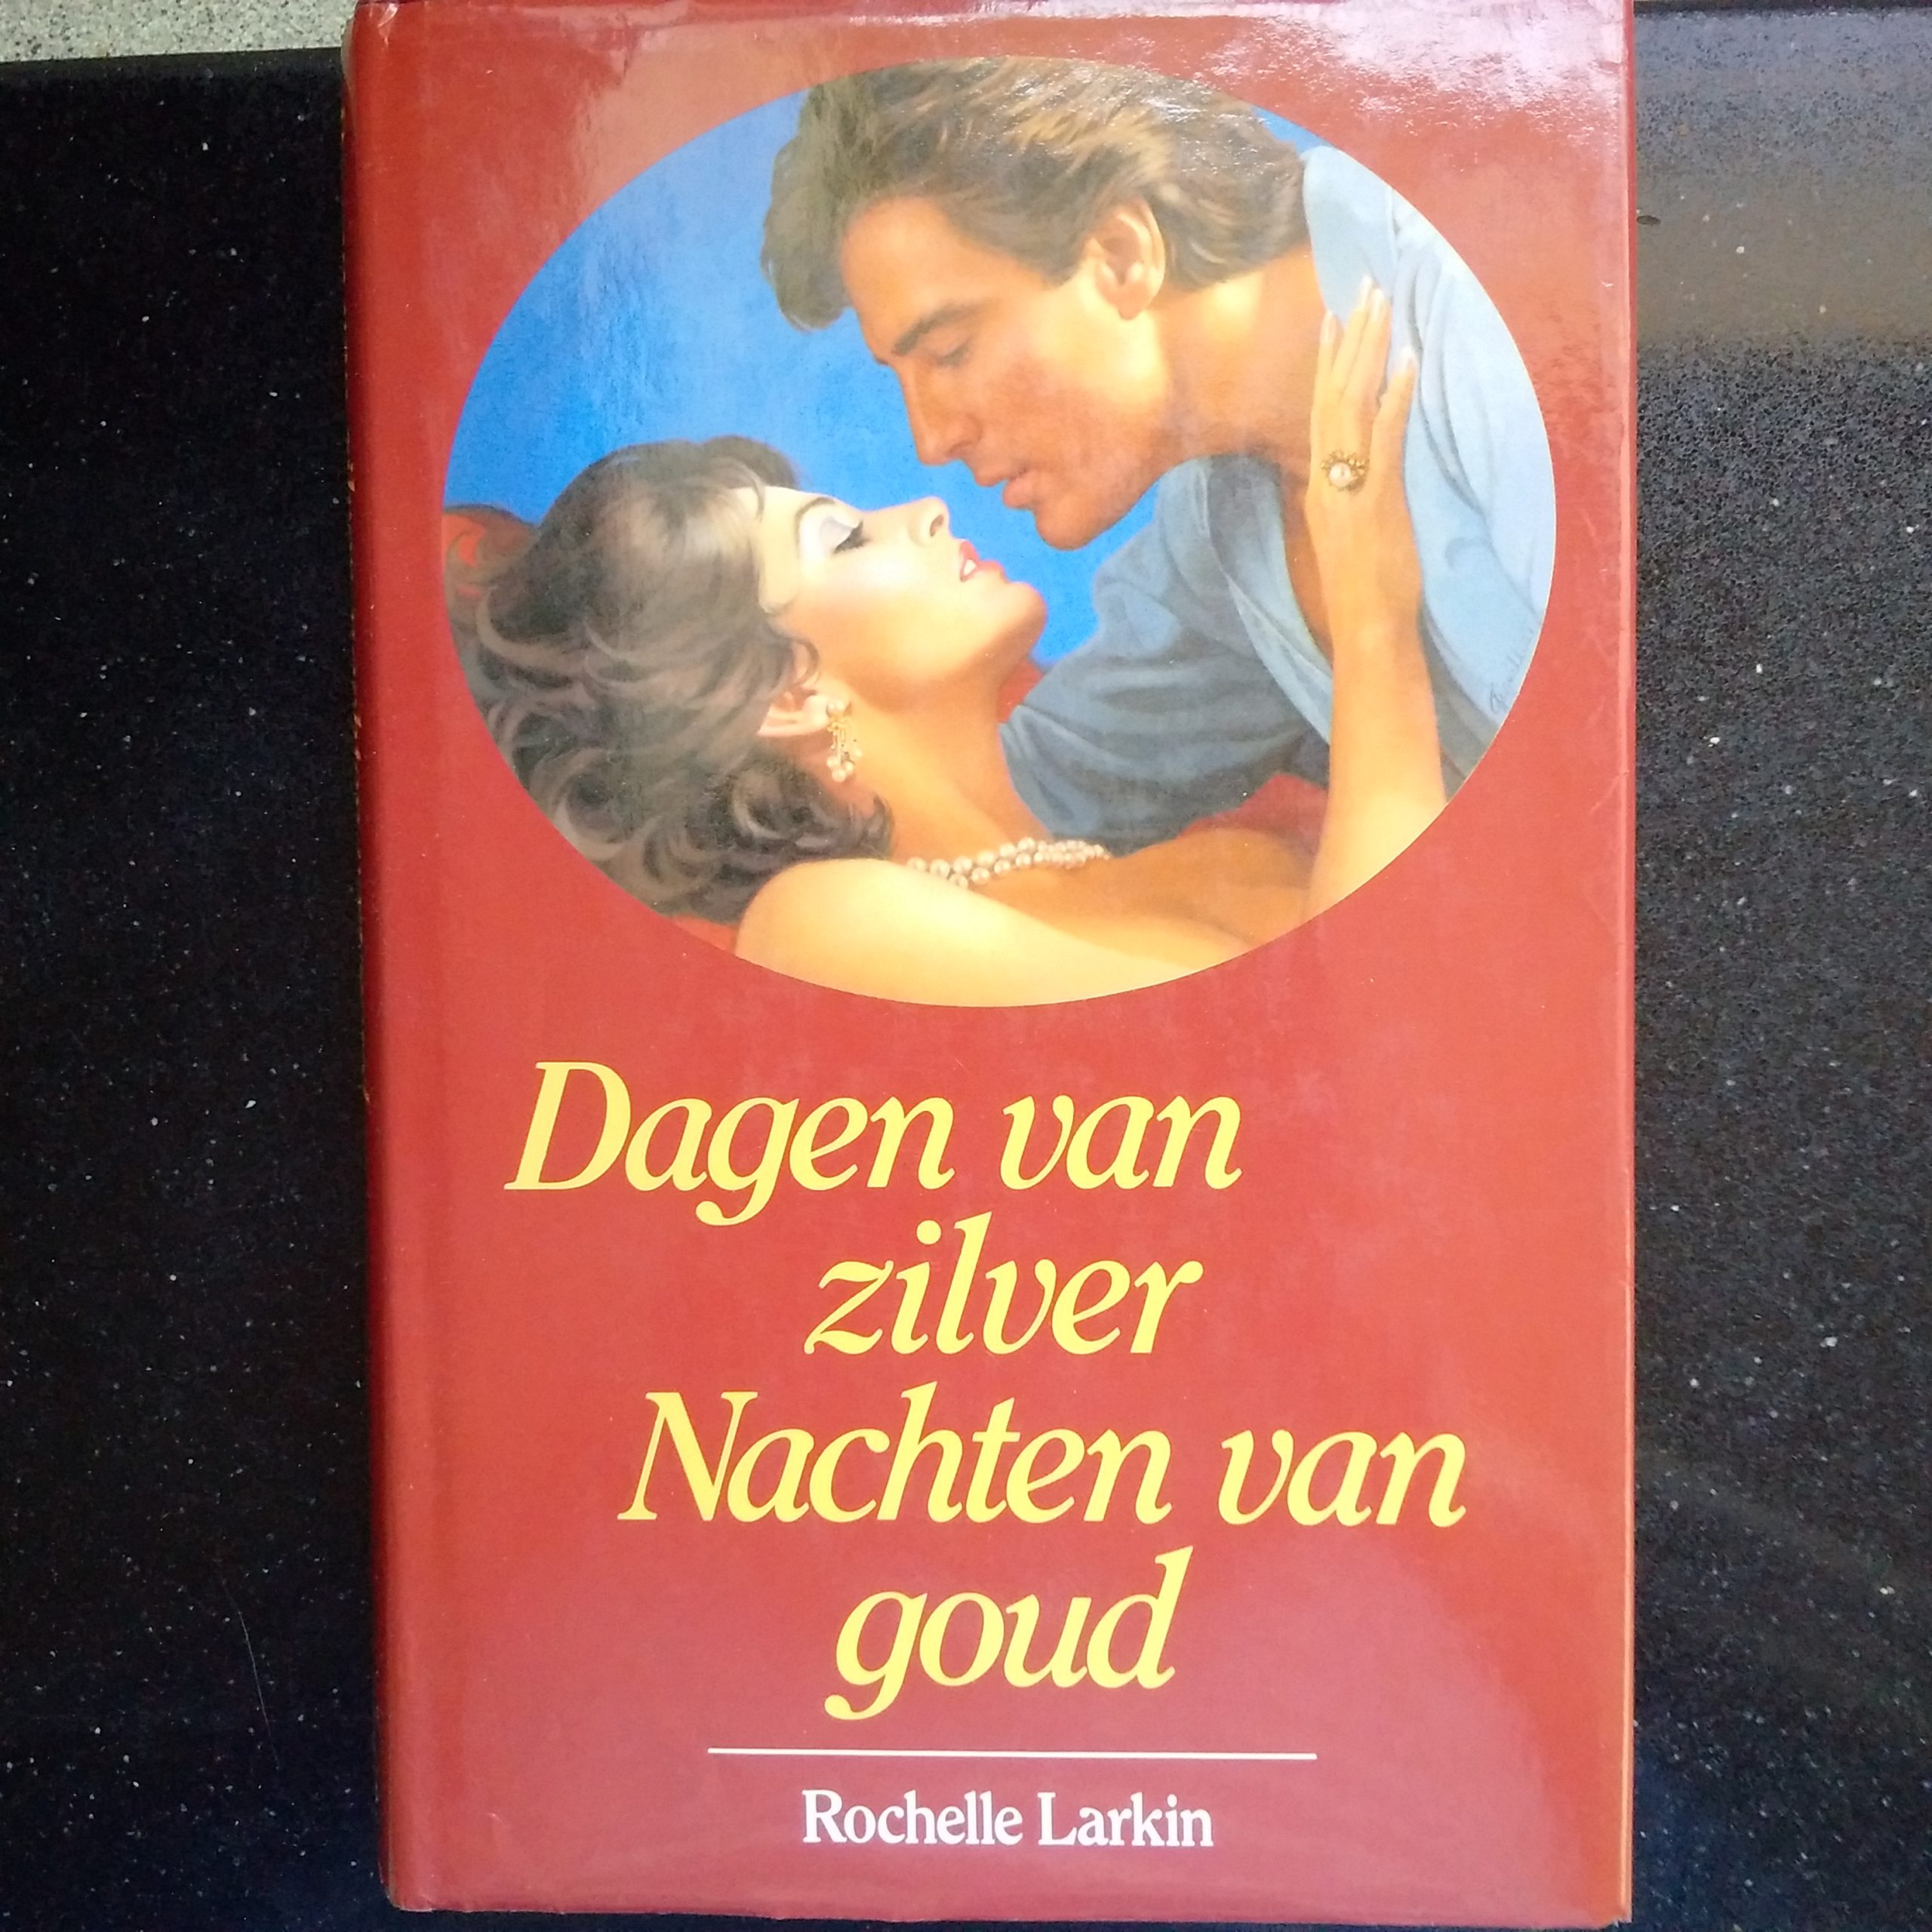 Dagen van
zilver
Nachten van
goud
Rochelle Larkin